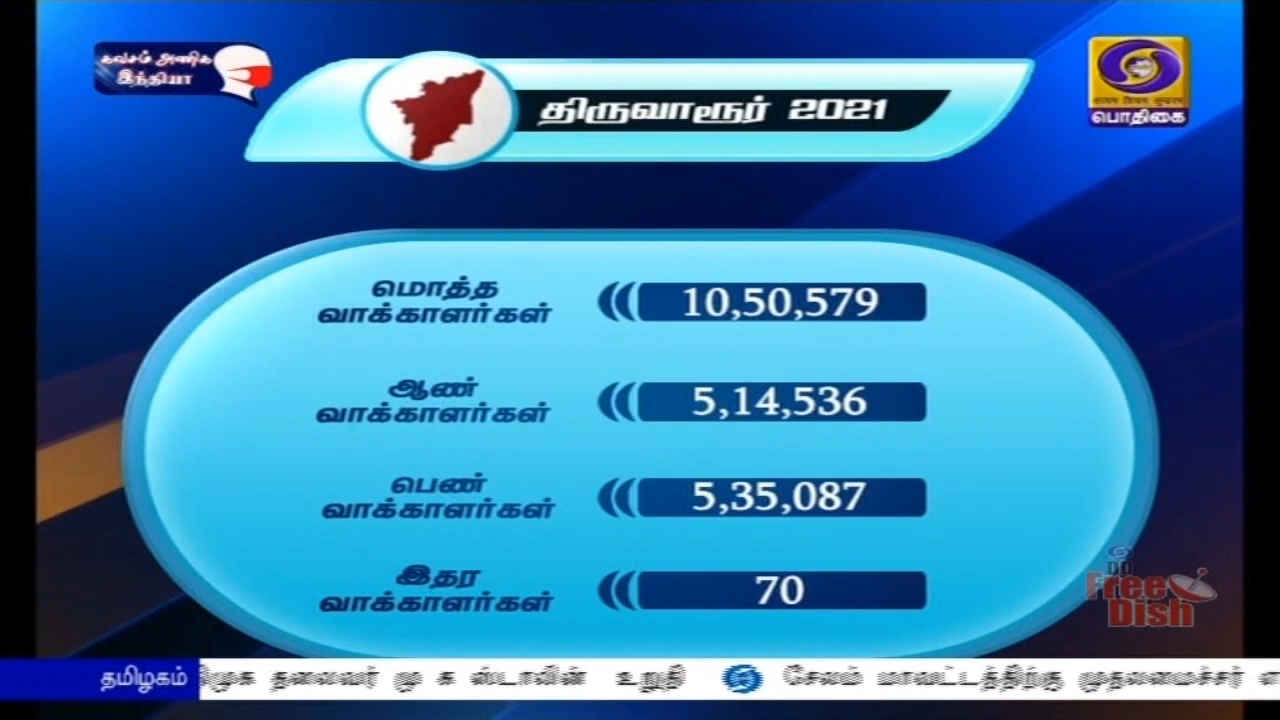 கவசம் அணிக
இந்தியா
திருவாரூர் 2021
பொதிகை
மொத்த
வாக்காளர்கள்
10,50,579
ஆண்
வாக்காளர்கள்
5,14,536
பெண்
வாக்காளர்கள்
5,35,087
இதர
வாக்காளர்கள்
70
DD
Free
Dish
தமிழகம் திமுக தலைவர் மு க ஸ்டாலின் உறுதி சேலம் மாவட்டத்திற்கு முதலமைச்சர்